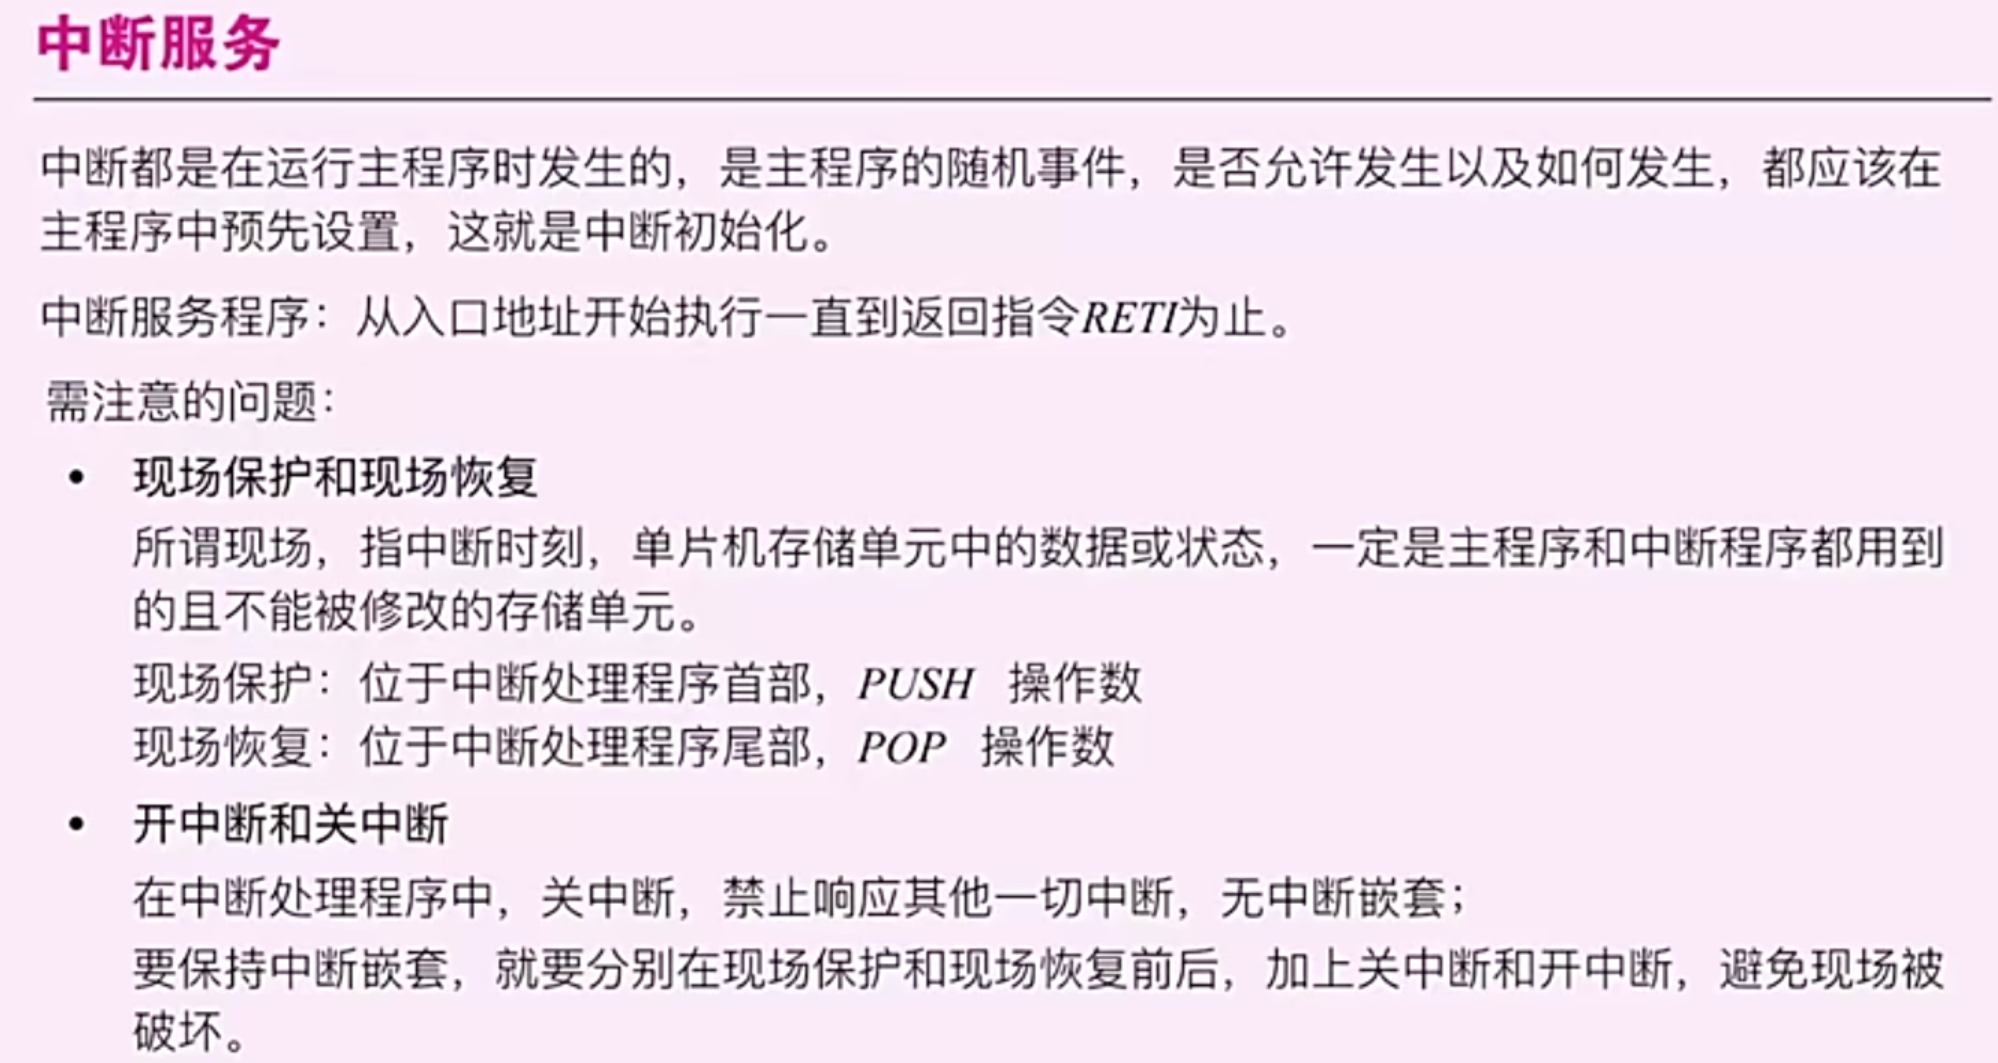 中断服务
中断都是在运行主程序时发生的，是主程序的随机事件，是否允许发生以及如何发生，都应该在
主程序中预先设置，这就是中断初始化。
中断服务程序：从入口地址开始执行一直到返回指令RETI为止。
需注意的问题：
• 现场保护和现场恢复
所谓现场，指中断时刻，单片机存储单元中的数据或状态，一定是主程序和中断程序都用到
的且不能被修改的存储单元。
现场保护：位于中断处理程序首部，PUSH 操作数
现场恢复：位于中断处理程序尾部，POP 操作数
• 开中断和关中断
在中断处理程序中，关中断，禁止响应其他一切中断，无中断嵌套；
要保持中断嵌套，就要分别在现场保护和现场恢复前后，加上关中断和开中断，避免现场被
破坏。